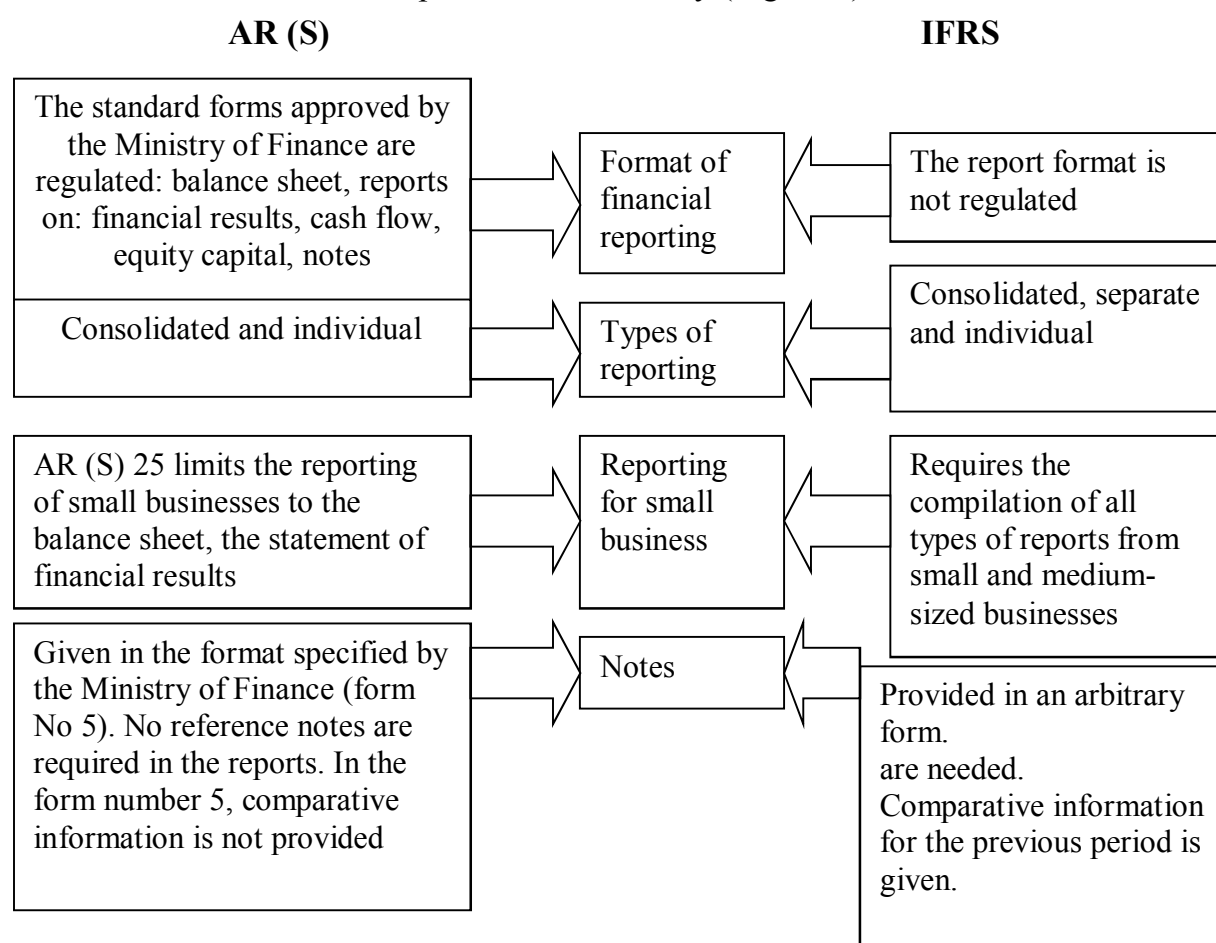 AR (S)
IFRS
The standard forms approved by
the Ministry of Finance are
regulated: balance sheet, reports
on: financial results, cash flow,
equity capital, notes
Format of
financial
reporting
The report format is
not regulated
Consolidated and individual
Types of
reporting
Consolidated, separate
and individual
AR (S) 25 limits the reporting
of small businesses to the
balance sheet, the statement of
financial results
Reporting
for small
business
Requires the
compilation of all
types of reports from
small and medium-
sized businesses
Given in the format specified by
the Ministry of Finance (form
No 5). No reference notes are
required in the reports. In the
form number 5, comparative
information is not provided
Notes
Provided in an arbitrary
form.
are needed.
Comparative information
for the previous period is
given.